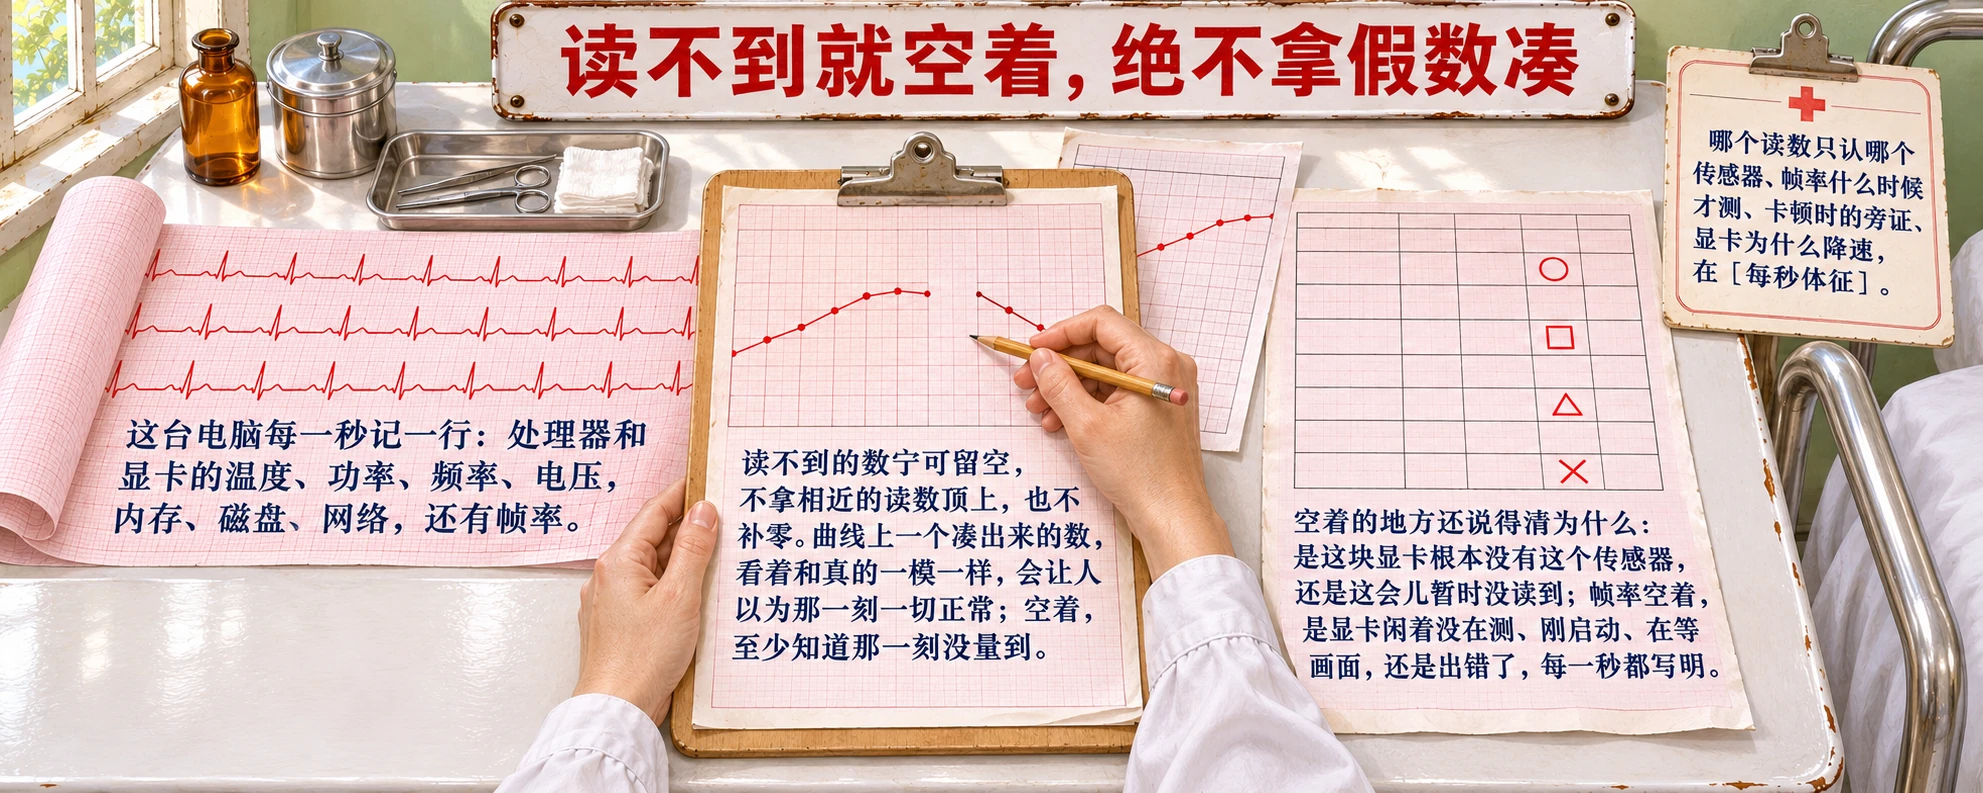 读不到就空着，绝不拿假数凑
这台电脑每一秒记一行：处理器和
显卡的温度、功率、频率、电压，
内存、磁盘、网络，还有帧率。
读不到的数宁可留空，
不拿相近的读数顶上，也不
补零。曲线上一个凑出来的数，
看着和真的一模一样，会让人
以为那一刻一切正常；空着，
至少知道那一刻没量到。
空着的地方还说得清为什么：
是这块显卡根本没有这个传感器，
还是这会儿暂时没读到；帧率空着，
是显卡闲着没在测、刚启动、在等
画面，还是出错了，每一秒都写明。
哪个读数只认哪个
传感器、帧率什么时候
才测、卡顿时的旁证、
显卡为什么降速，
在［每秒体征］。